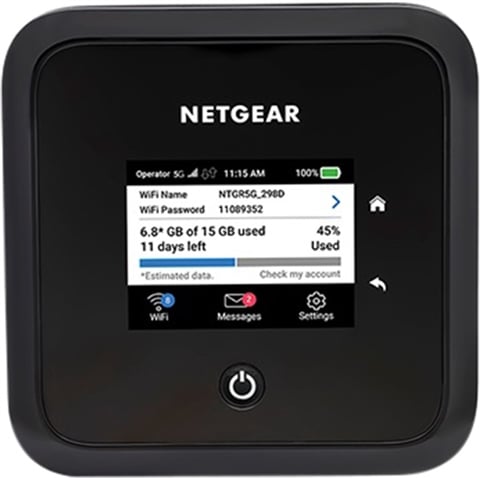 NETGEAR
Operator 5G 11:15 AM 100%
WiFi Name NTGR5G_298D
WiFi Password 11089352
6.8* GB of 15 GB used 45%
11 days left Used
*Estimated data. Check my account
8 2
WiFi Messages Settings